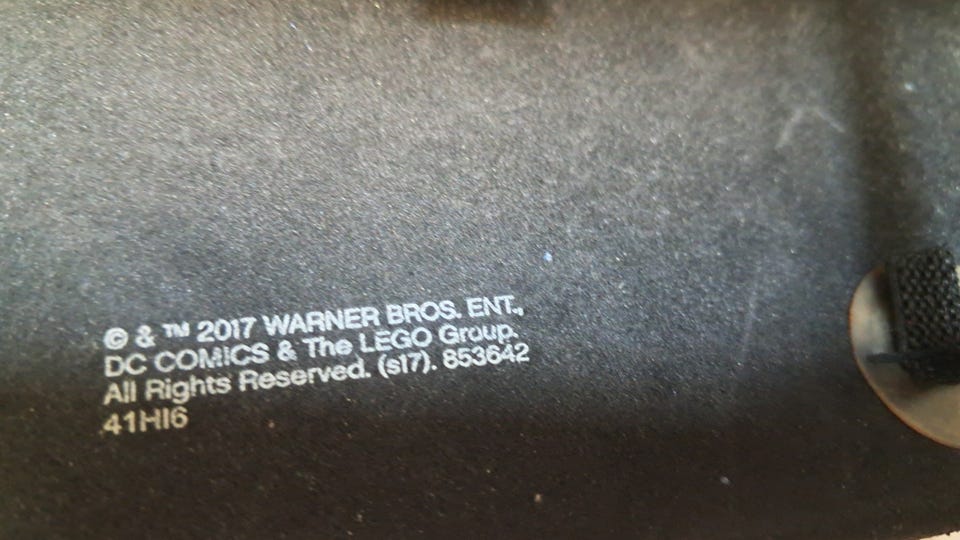 © & ™ 2017 WARNER BROS. ENT.,
DC COMICS & The LEGO Group.
All Rights Reserved. (s17). 853642
41HI6